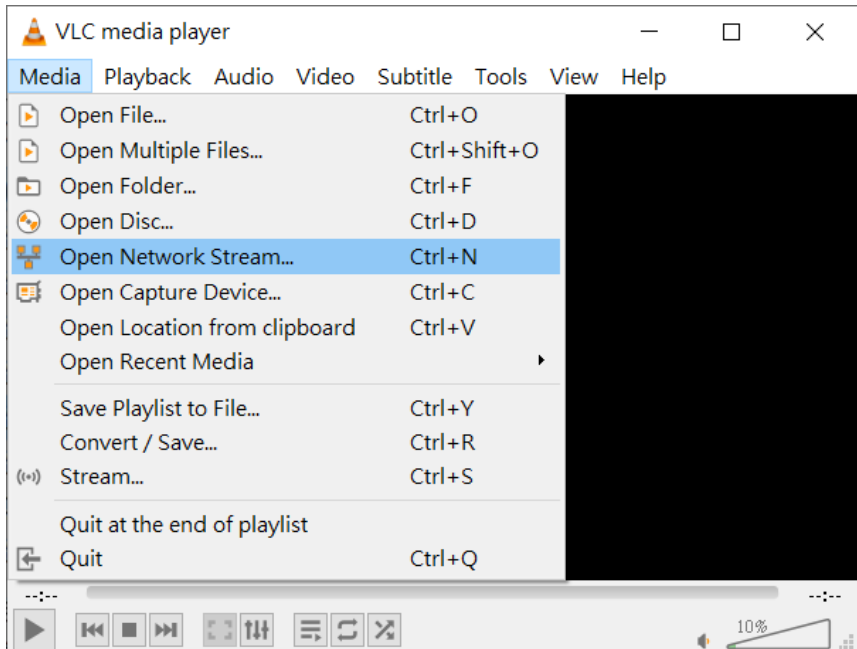 VLC media player
Media Playback Audio Video Subtitle Tools View Help
Open File... Ctrl+O
Open Multiple Files... Ctrl+Shift+O
Open Folder... Ctrl+F
Open Disc... Ctrl+D
Open Network Stream... Ctrl+N
Open Capture Device... Ctrl+C
Open Location from clipboard Ctrl+V
Open Recent Media
Save Playlist to File... Ctrl+Y
Convert / Save... Ctrl+R
Stream... Ctrl+S
Quit at the end of playlist
Quit Ctrl+Q
--:-- --:--
10%